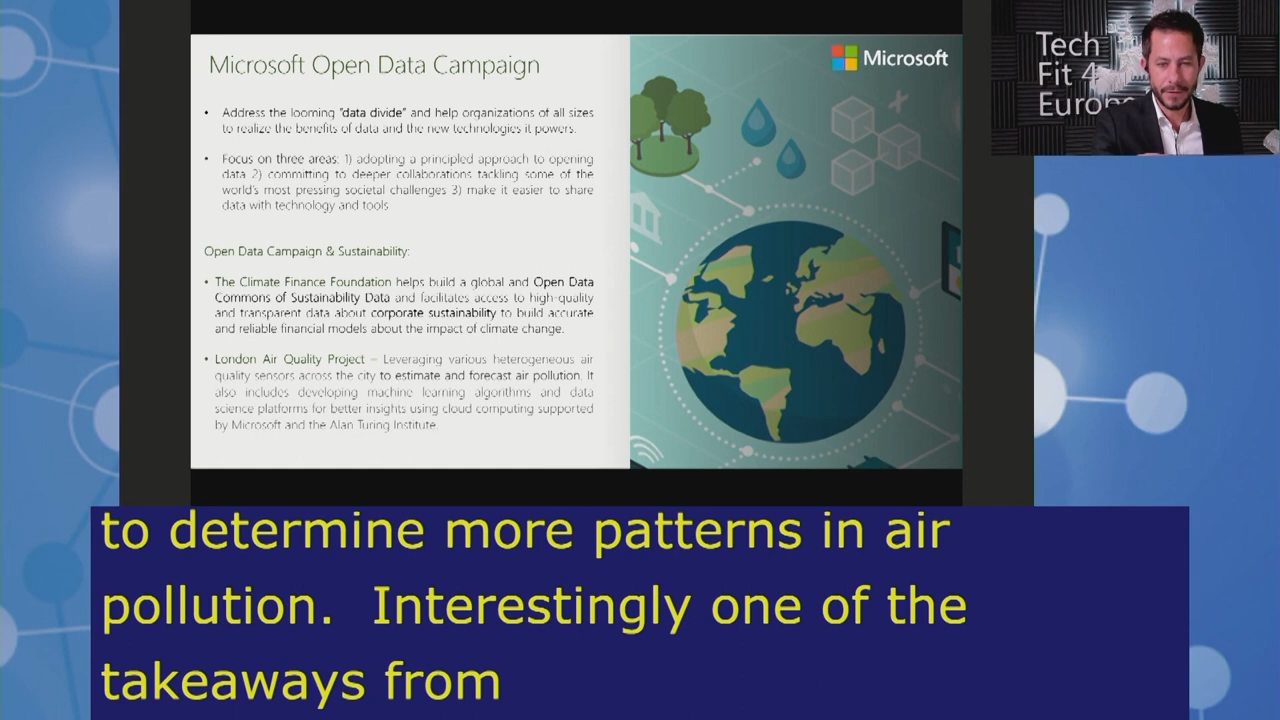 Microsoft Open Data Campaign
• Address the looming "data divide" and help organizations of all sizes
to realize the benefits of data and the new technologies it powers.
• Focus on three areas: 1) adopting a principled approach to opening
data 2) committing to deeper collaborations tackling some of the
world's most pressing societal challenges 3) make it easier to share
data with technology and tools
Open Data Campaign & Sustainability:
• The Climate Finance Foundation helps build a global and Open Data
Commons of Sustainability Data and facilitates access to high-quality
and transparent data about corporate sustainability to build accurate
and reliable financial models about the impact of climate change.
• London Air Quality Project – Leveraging various heterogeneous air
quality sensors across the city to estimate and forecast air pollution. It
also includes developing machine learning algorithms and data
science platforms for better insights using cloud computing supported
by Microsoft and the Alan Turing Institute.
Microsoft
Tech
Fit 4
Europe
to determine more patterns in air
pollution. Interestingly one of the
takeaways from